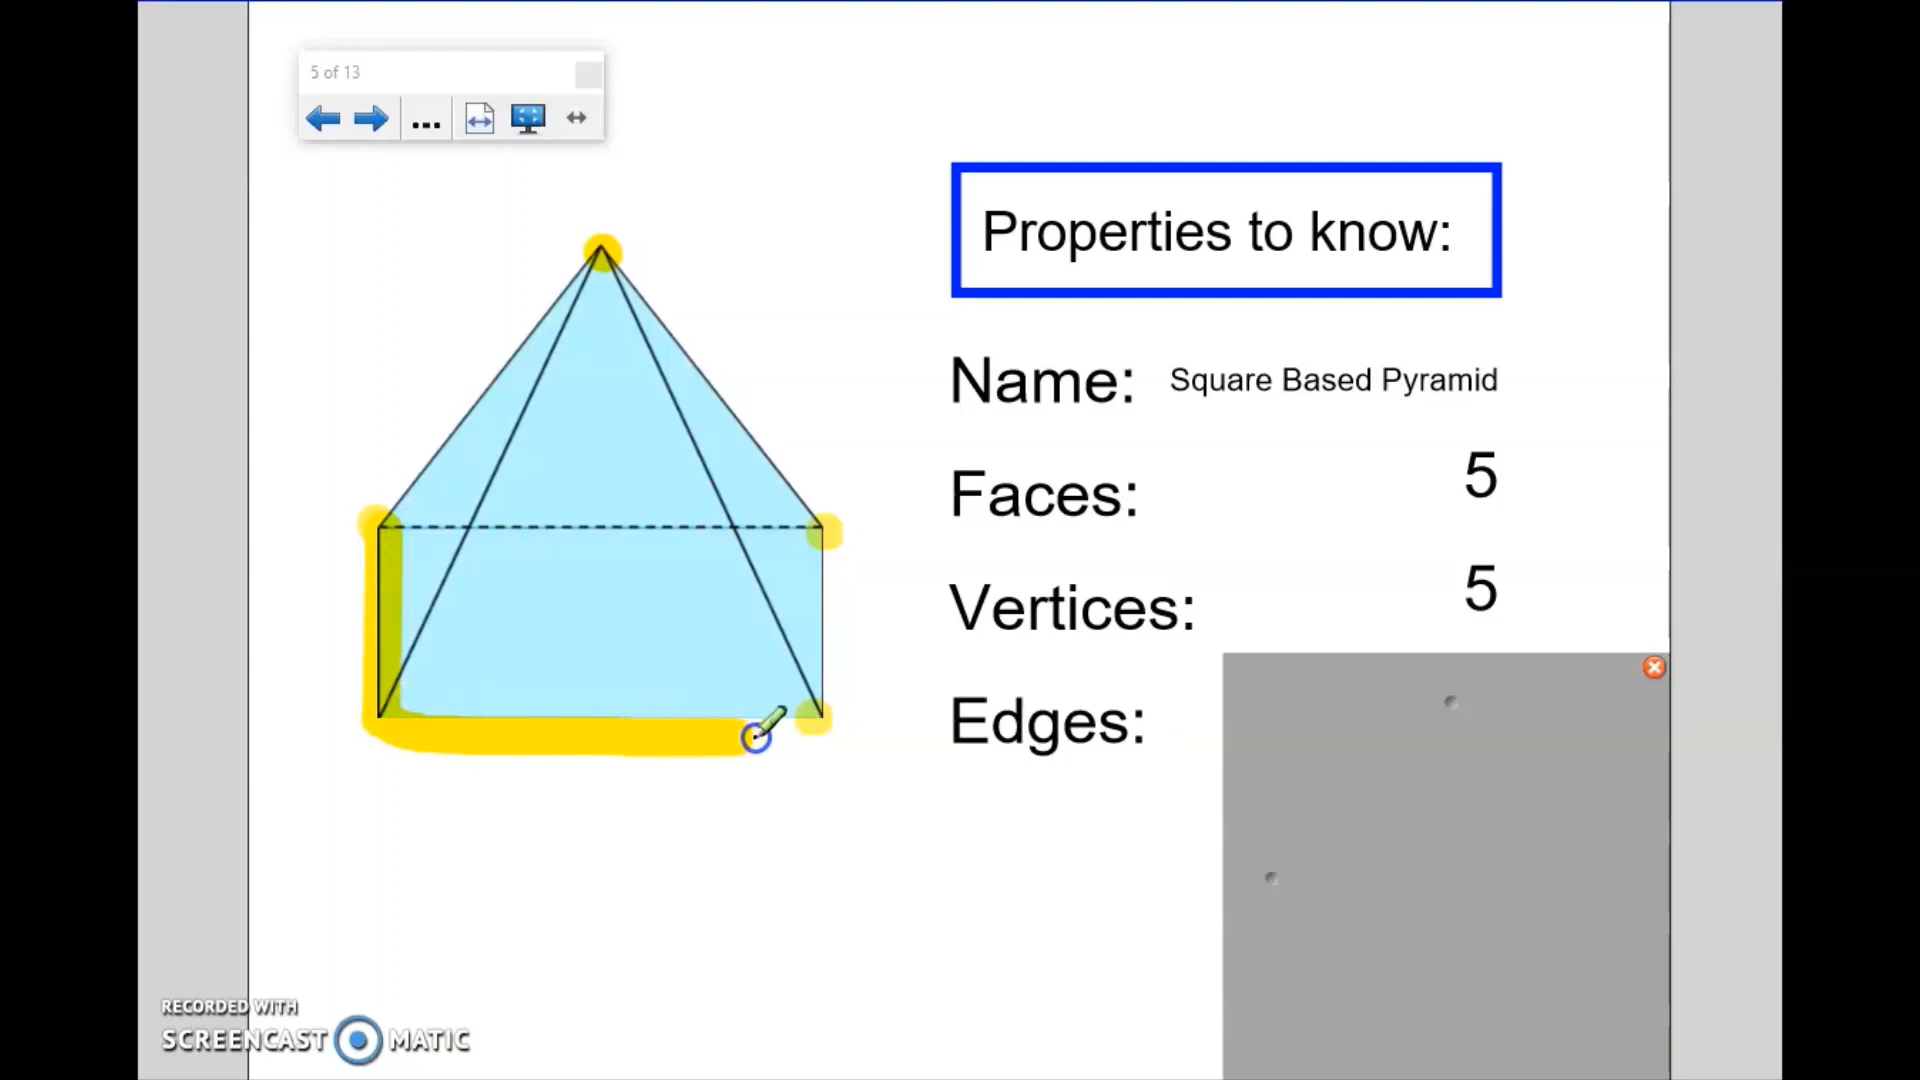 5 of 13
Properties to know:
Name: Square Based Pyramid
Faces: 5
Vertices: 5
Edges:
RECORDED WITH
SCREENCAST MATIC